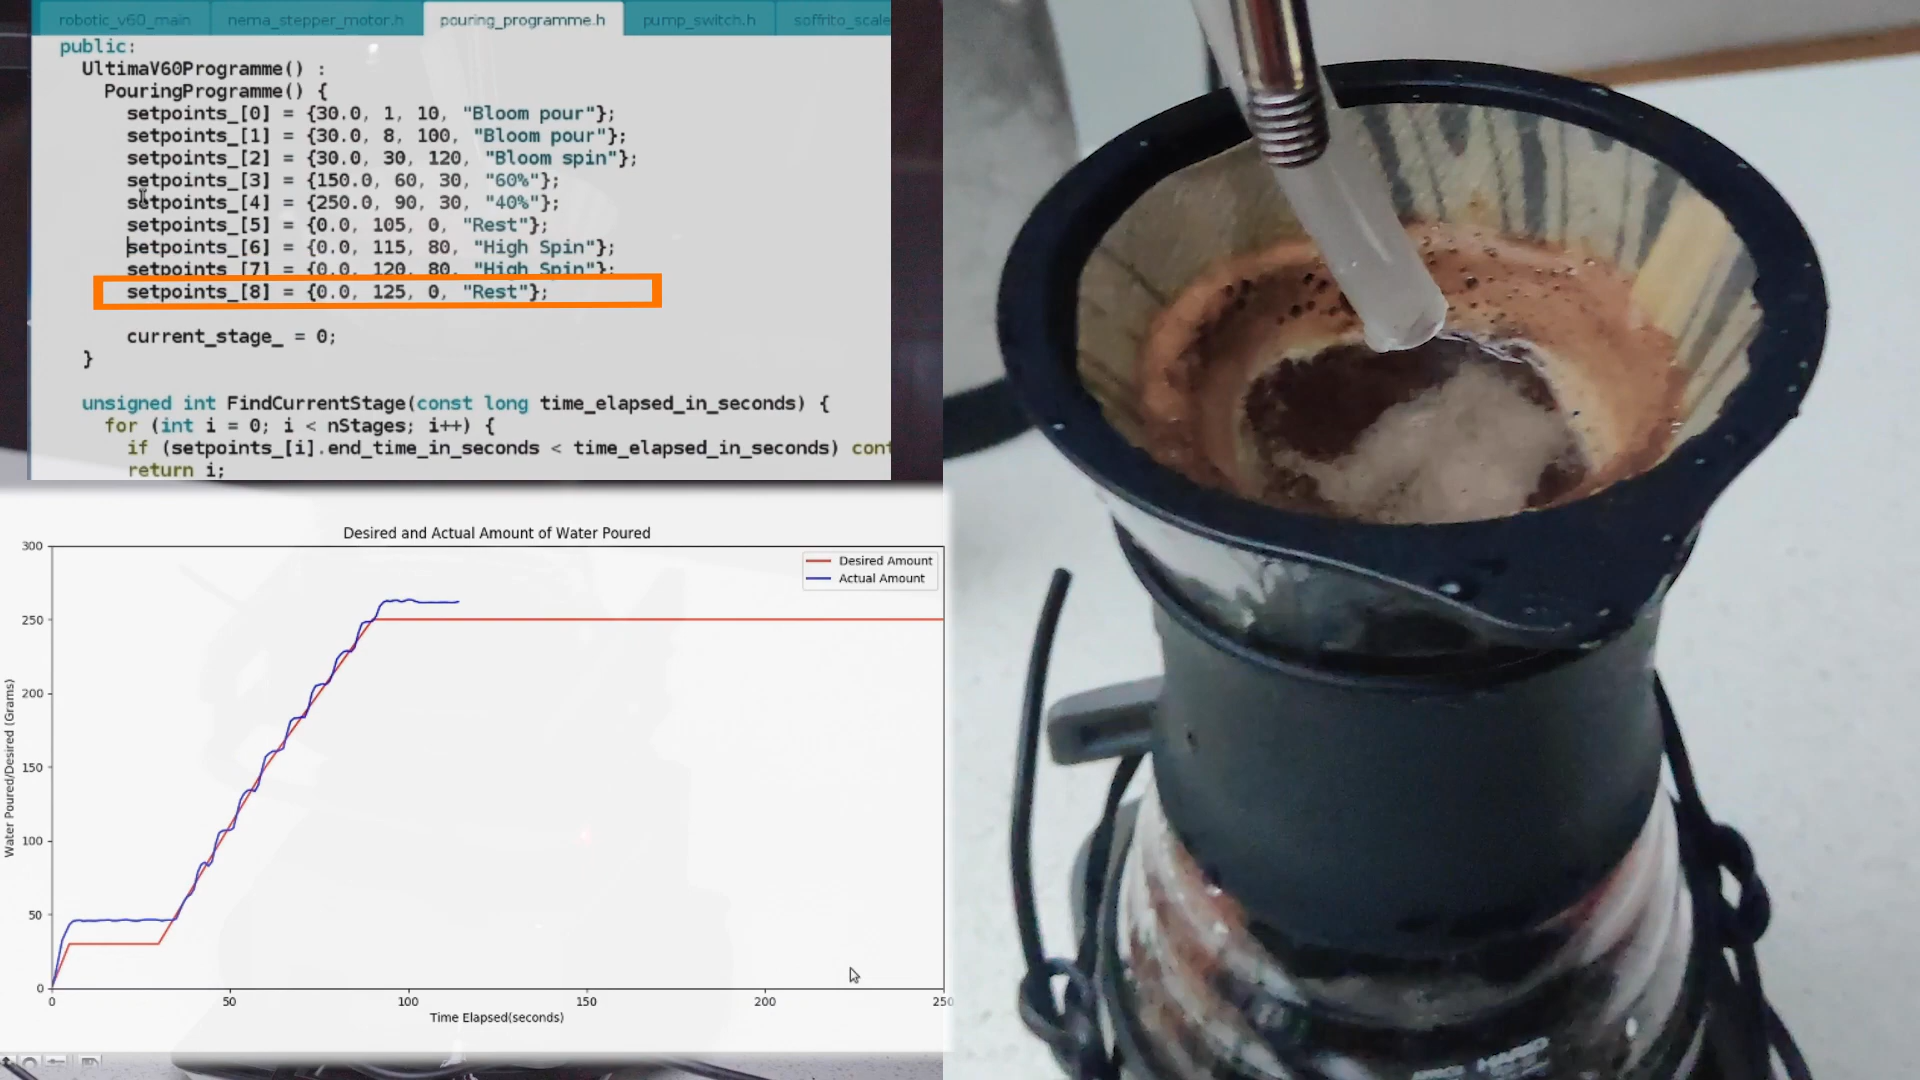 robotic_v60_main nema_stepper_motor.h pouring_programme.h pump_switch.h soffrito_scale
public:
UltimaV60Programme() :
PouringProgramme() {
setpoints_[0] = {30.0, 1, 10, "Bloom pour"};
setpoints_[1] = {30.0, 8, 100, "Bloom pour"};
setpoints_[2] = {30.0, 30, 120, "Bloom spin"};
setpoints_[3] = {150.0, 60, 30, "60%"};
setpoints_[4] = {250.0, 90, 30, "40%"};
setpoints_[5] = {0.0, 105, 0, "Rest"};
setpoints_[6] = {0.0, 115, 80, "High Spin"};
setpoints_[7] = {0.0, 120, 80, "High Spin"};
setpoints_[8] = {0.0, 125, 0, "Rest"};
current_stage_ = 0;
}
unsigned int FindCurrentStage(const long time_elapsed_in_seconds) {
for (int i = 0; i < nStages; i++) {
if (setpoints_[i].end_time_in_seconds < time_elapsed_in_seconds) cont
return i;
Desired and Actual Amount of Water Poured
Desired Amount
Actual Amount
Water Poured/Desired (Grams)
300
250
200
150
100
50
0
0 50 100 150 200 250
Time Elapsed(seconds)